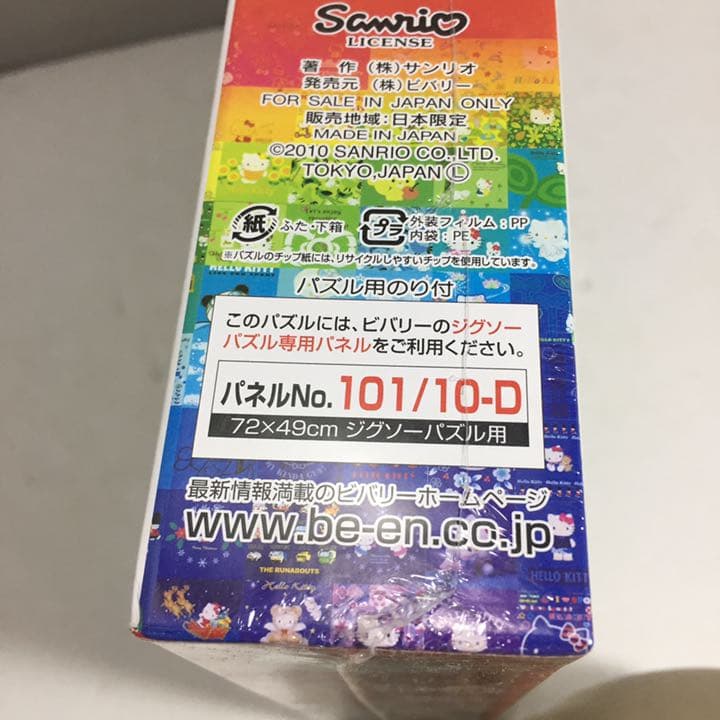 Sanrio
LICENSE
著 作 (株)サンリオ
発売元 (株)ビバリー
FOR SALE IN JAPAN ONLY
販売地域:日本限定
MADE IN JAPAN
©2010 SANRIO CO., LTD.
TOKYO, JAPAN Ⓛ
紙 ふた・下箱
プラ 外装フィルム:PP
内袋:PE
※パズルのチップ紙には、リサイクルしやすいチップを使用しています。
HELLO KITTY
パズル用のり付
このパズルには、ビバリーのジグソー
パズル専用パネルをご利用ください。
パネルNo. 101/10-D
72×49cm ジグソーパズル用
最新情報満載のビバリーホームページ
www.be-en.co.jp
THE RUNABOUTS
Hello Kitty
HELLO KITTY